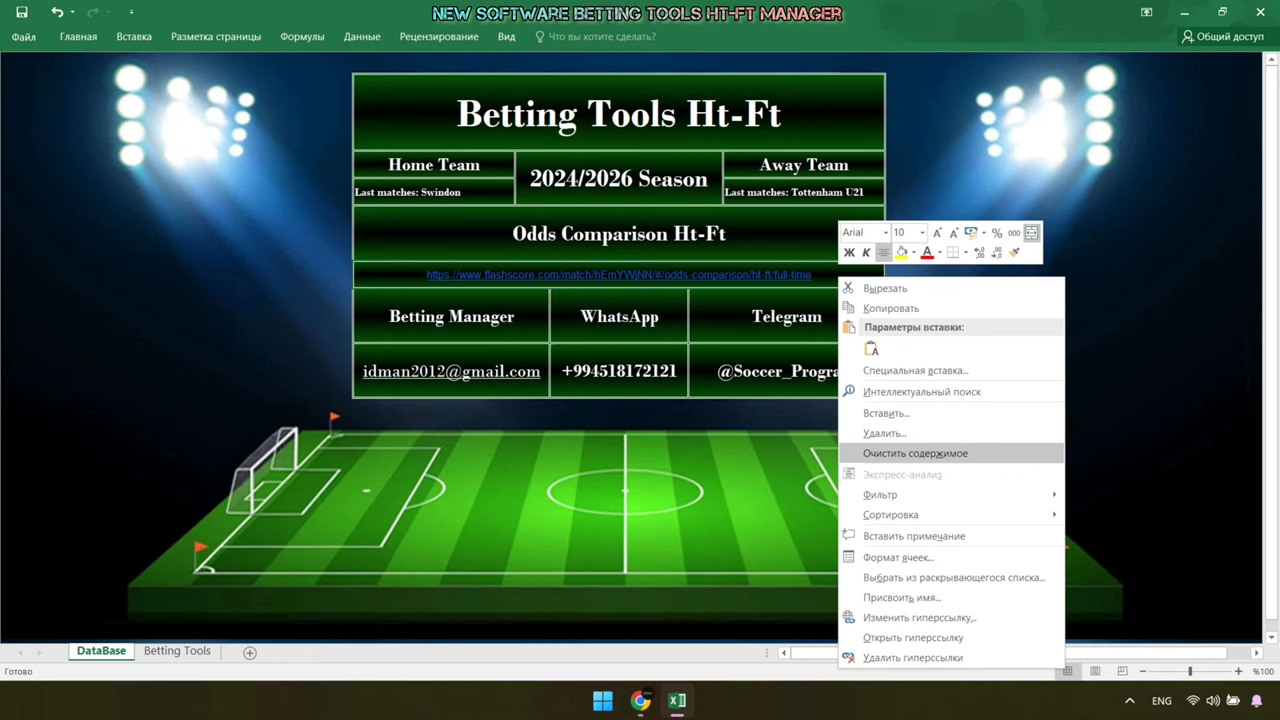 NEW SOFTWARE BETTING TOOLS HT-FT MANAGER
Файл Главная Вставка Разметка страницы Формулы Данные Рецензирование Вид Что вы хотите сделать? Общий доступ
Betting Tools Ht-Ft
Home Team
2024/2026 Season
Away Team
Last matches: Swindon
Last matches: Tottenham U21
Odds Comparison Ht-Ft
https://www.flashscore.com/match/hEmYWjNN/#/odds-comparison/ht-ft/full-time
Betting Manager WhatsApp Telegram
idman2012@gmail.com +994518172121 @Soccer_Progra
Arial 10 A A % 000
Ж К A
Вырезать
Копировать
Параметры вставки:
Специальная вставка...
Интеллектуальный поиск
Вставить...
Удалить...
Очистить содержимое
Экспресс-анализ
Фильтр
Сортировка
Вставить примечание
Формат ячеек...
Выбрать из раскрывающегося списка...
Присвоить имя...
Изменить гиперссылку...
Открыть гиперссылку
Удалить гиперссылки
DataBase Betting Tools
Готово
%100
ENG